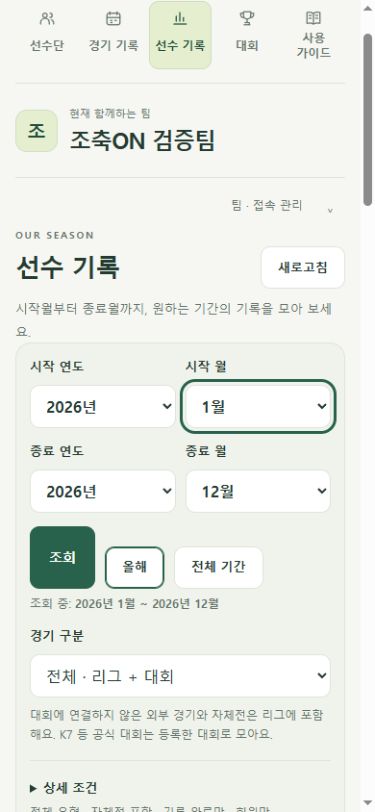 선수단
경기 기록
선수 기록
대회
사용
가이드
조
현재 함께하는 팀
조축ON 검증팀
팀 · 접속 관리
OUR SEASON
선수 기록
새로고침
시작월부터 종료월까지, 원하는 기간의 기록을 모아 보세
요.
시작 연도
시작 월
2026년
1월
종료 연도
종료 월
2026년
12월
조회
올해
전체 기간
조회 중: 2026년 1월 ~ 2026년 12월
경기 구분
전체 · 리그 + 대회
대회에 연결하지 않은 외부 경기와 자체전은 리그에 포함
해요. K7 등 공식 대회는 등록한 대회로 모아요.
▶ 상세 조건